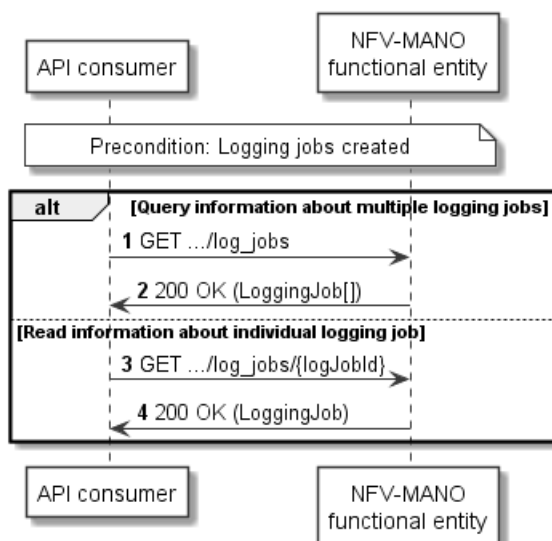 API consumer
NFV-MANO
functional entity
Precondition: Logging jobs created
alt
[Query information about multiple logging jobs]
1 GET .../log_jobs
2 200 OK (LoggingJob[])
[Read information about individual logging job]
3 GET .../log_jobs/{logJobId}
4 200 OK (LoggingJob)
API consumer
NFV-MANO
functional entity